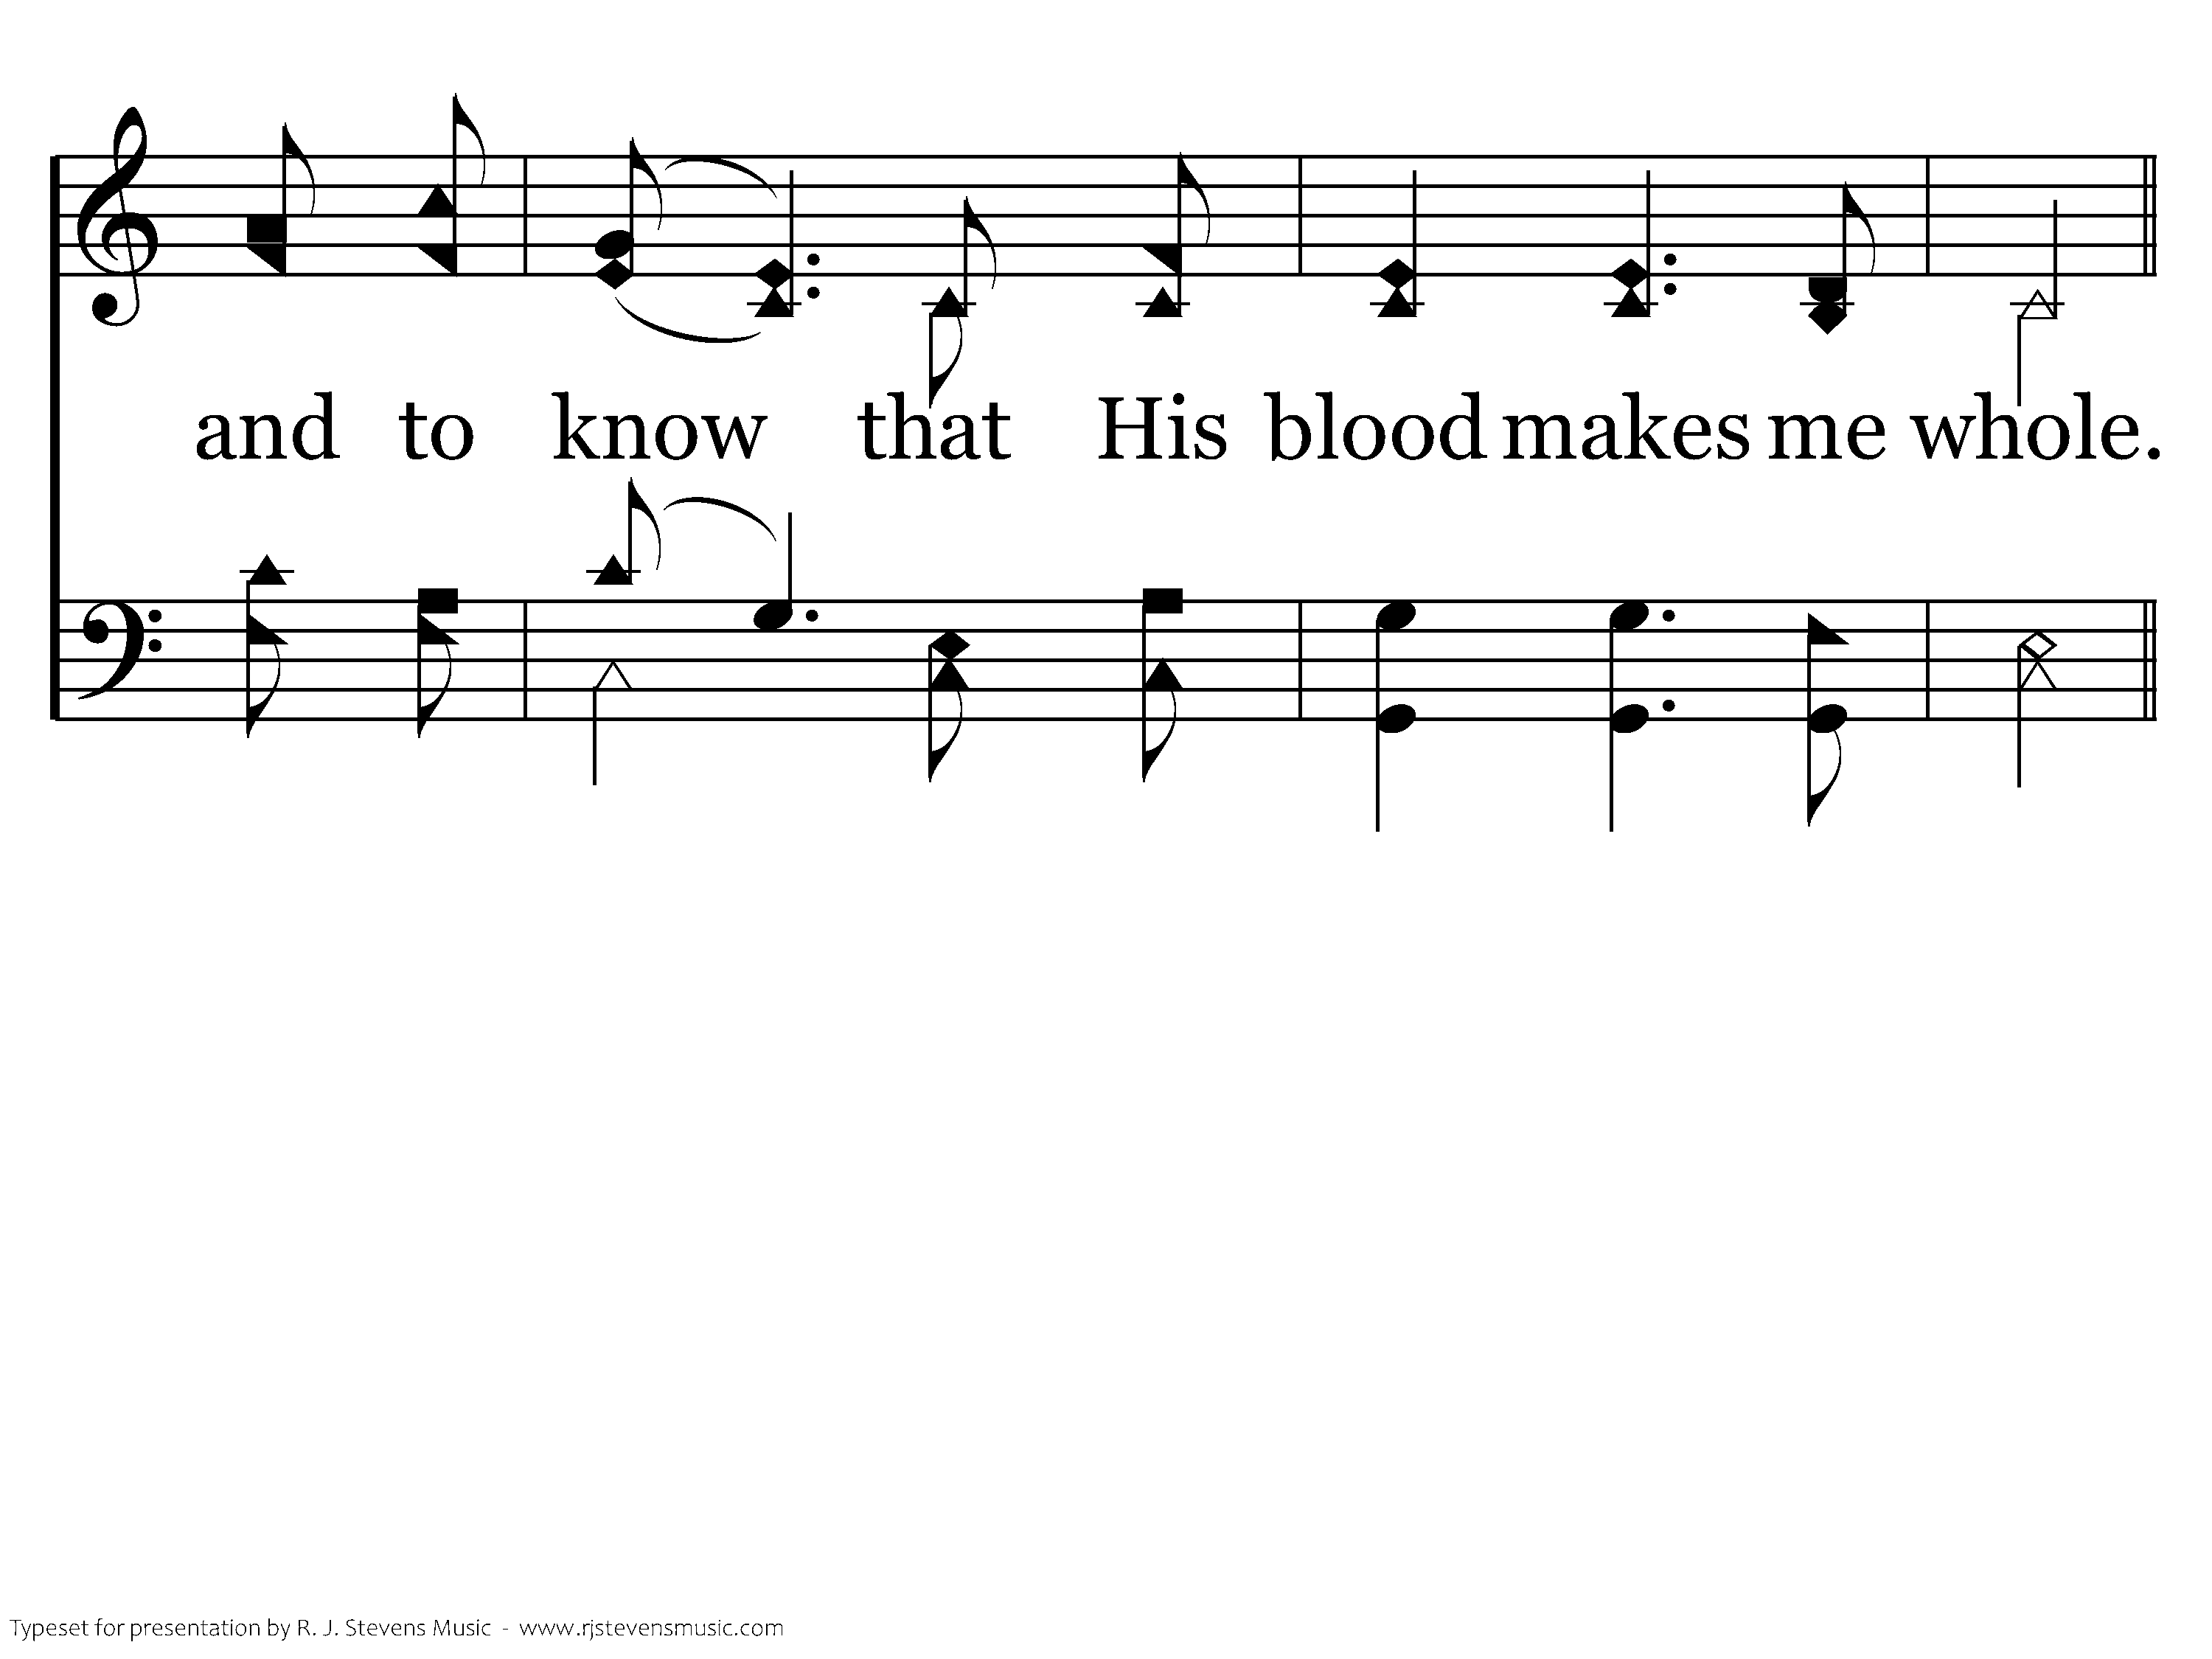 and to know that His blood makes me whole.
Typeset for presentation by R. J. Stevens Music - www.rjstevensmusic.com